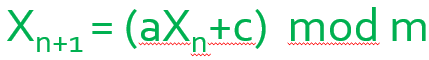 Xₙ₊₁ = (aXₙ+c) mod m